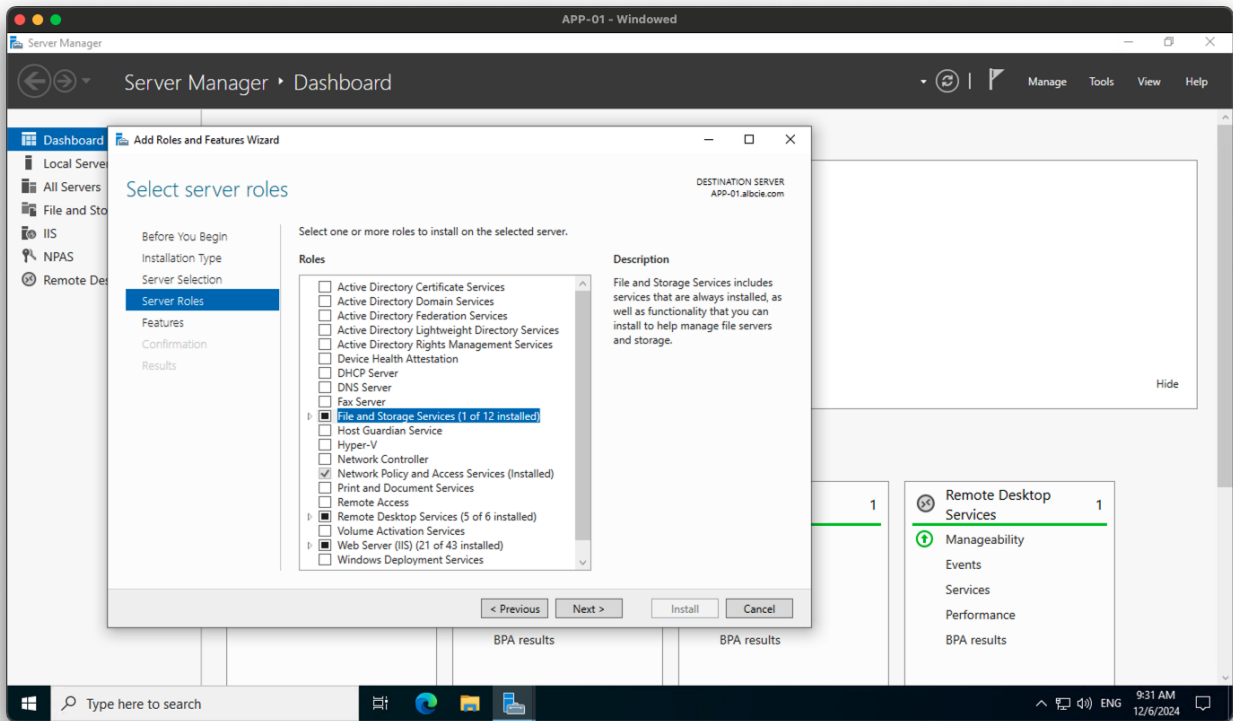 APP-01 - Windowed
Server Manager
Server Manager • Dashboard
Manage Tools View Help
Dashboard
Local Server
All Servers
File and Sto
IIS
NPAS
Remote Des
Add Roles and Features Wizard
Select server roles
DESTINATION SERVER
APP-01.albcie.com
Before You Begin
Installation Type
Server Selection
Server Roles
Features
Confirmation
Results
Select one or more roles to install on the selected server.
Roles
Active Directory Certificate Services
Active Directory Domain Services
Active Directory Federation Services
Active Directory Lightweight Directory Services
Active Directory Rights Management Services
Device Health Attestation
DHCP Server
DNS Server
Fax Server
File and Storage Services (1 of 12 installed)
Host Guardian Service
Hyper-V
Network Controller
Network Policy and Access Services (Installed)
Print and Document Services
Remote Access
Remote Desktop Services (5 of 6 installed)
Volume Activation Services
Web Server (IIS) (21 of 43 installed)
Windows Deployment Services
Description
File and Storage Services includes
services that are always installed, as
well as functionality that you can
install to help manage file servers
and storage.
< Previous
Next >
Install
Cancel
Hide
1
Remote Desktop
Services
1
Manageability
Events
Services
Performance
BPA results
BPA results
BPA results
Type here to search
ENG
9:31 AM
12/6/2024